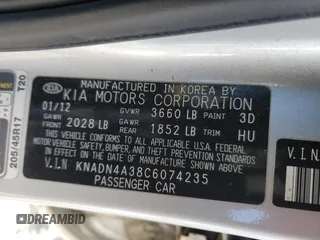 MANUFACTURED IN KOREA BY
KIA KIA MOTORS CORPORATION
01/12 GVWR 3660 LB PAINT 3D
GAWR FRONT 2028 LB GAWR REAR 1852 LB TRIM HU
THIS VEHICLE CONFORMS TO ALL APPLICABLE FEDERAL
MOTOR VEHICLE SAFETY, BUMPER, AND THEFT PREVENTION
STANDARDS IN EFFECT ON THE DATE OF MANUFACTURE SHOWN ABOVE.
V.I.N KNADN4A38C6074235
PASSENGER CAR
205/45R17
T20
V.I.N.